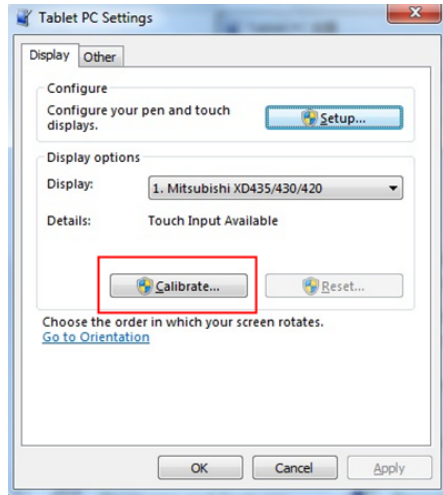 Tablet PC Settings
Display Other
Configure
Configure your pen and touch
displays.
Setup...
Display options
Display: 1. Mitsubishi XD435/430/420
Details: Touch Input Available
Calibrate... Reset...
Choose the order in which your screen rotates.
Go to Orientation
OK Cancel Apply